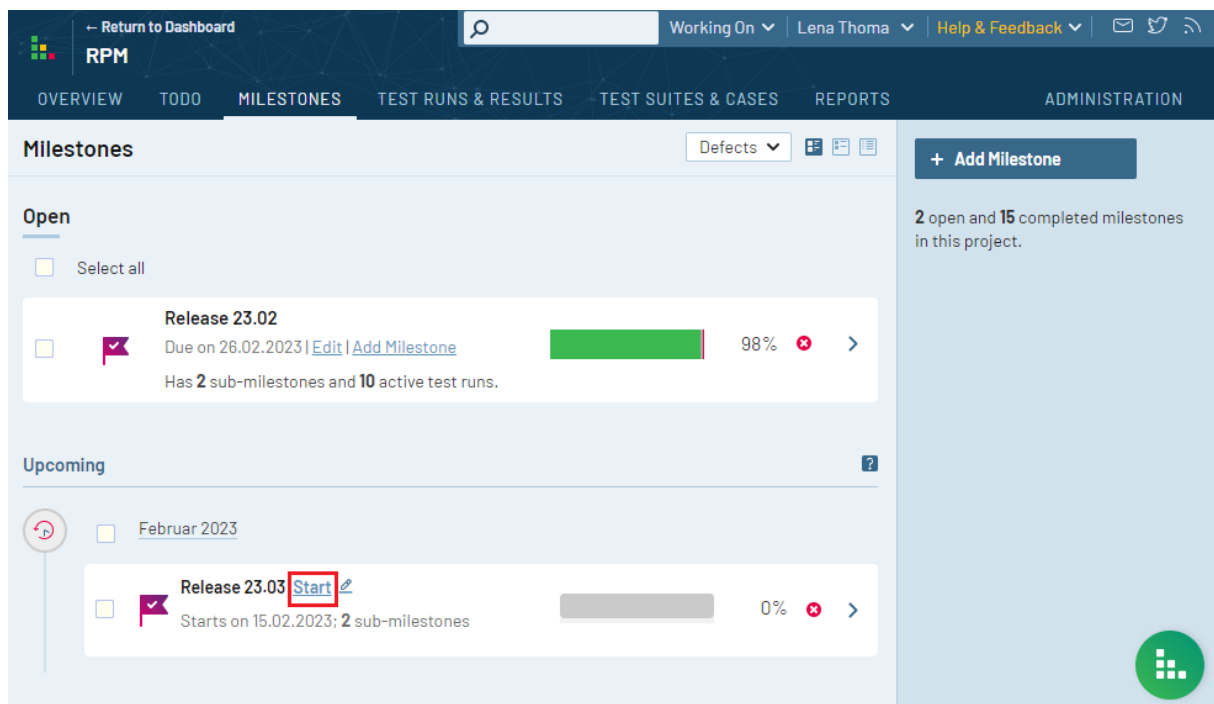 ← Return to Dashboard
RPM
Working On
Lena Thoma
Help & Feedback
OVERVIEW TODO MILESTONES TEST RUNS & RESULTS TEST SUITES & CASES REPORTS ADMINISTRATION
Milestones
Defects
+ Add Milestone
2 open and 15 completed milestones
in this project.
Open
Select all
Release 23.02
Due on 26.02.2023 | Edit | Add Milestone
98%
Has 2 sub-milestones and 10 active test runs.
Upcoming
?
Februar 2023
Release 23.03 Start
Starts on 15.02.2023; 2 sub-milestones
0%